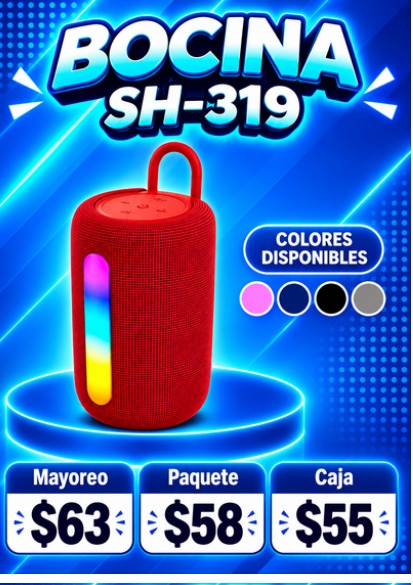 BOCINA
SH-319
COLORES
DISPONIBLES
Mayoreo
$63
Paquete
$58
Caja
$55